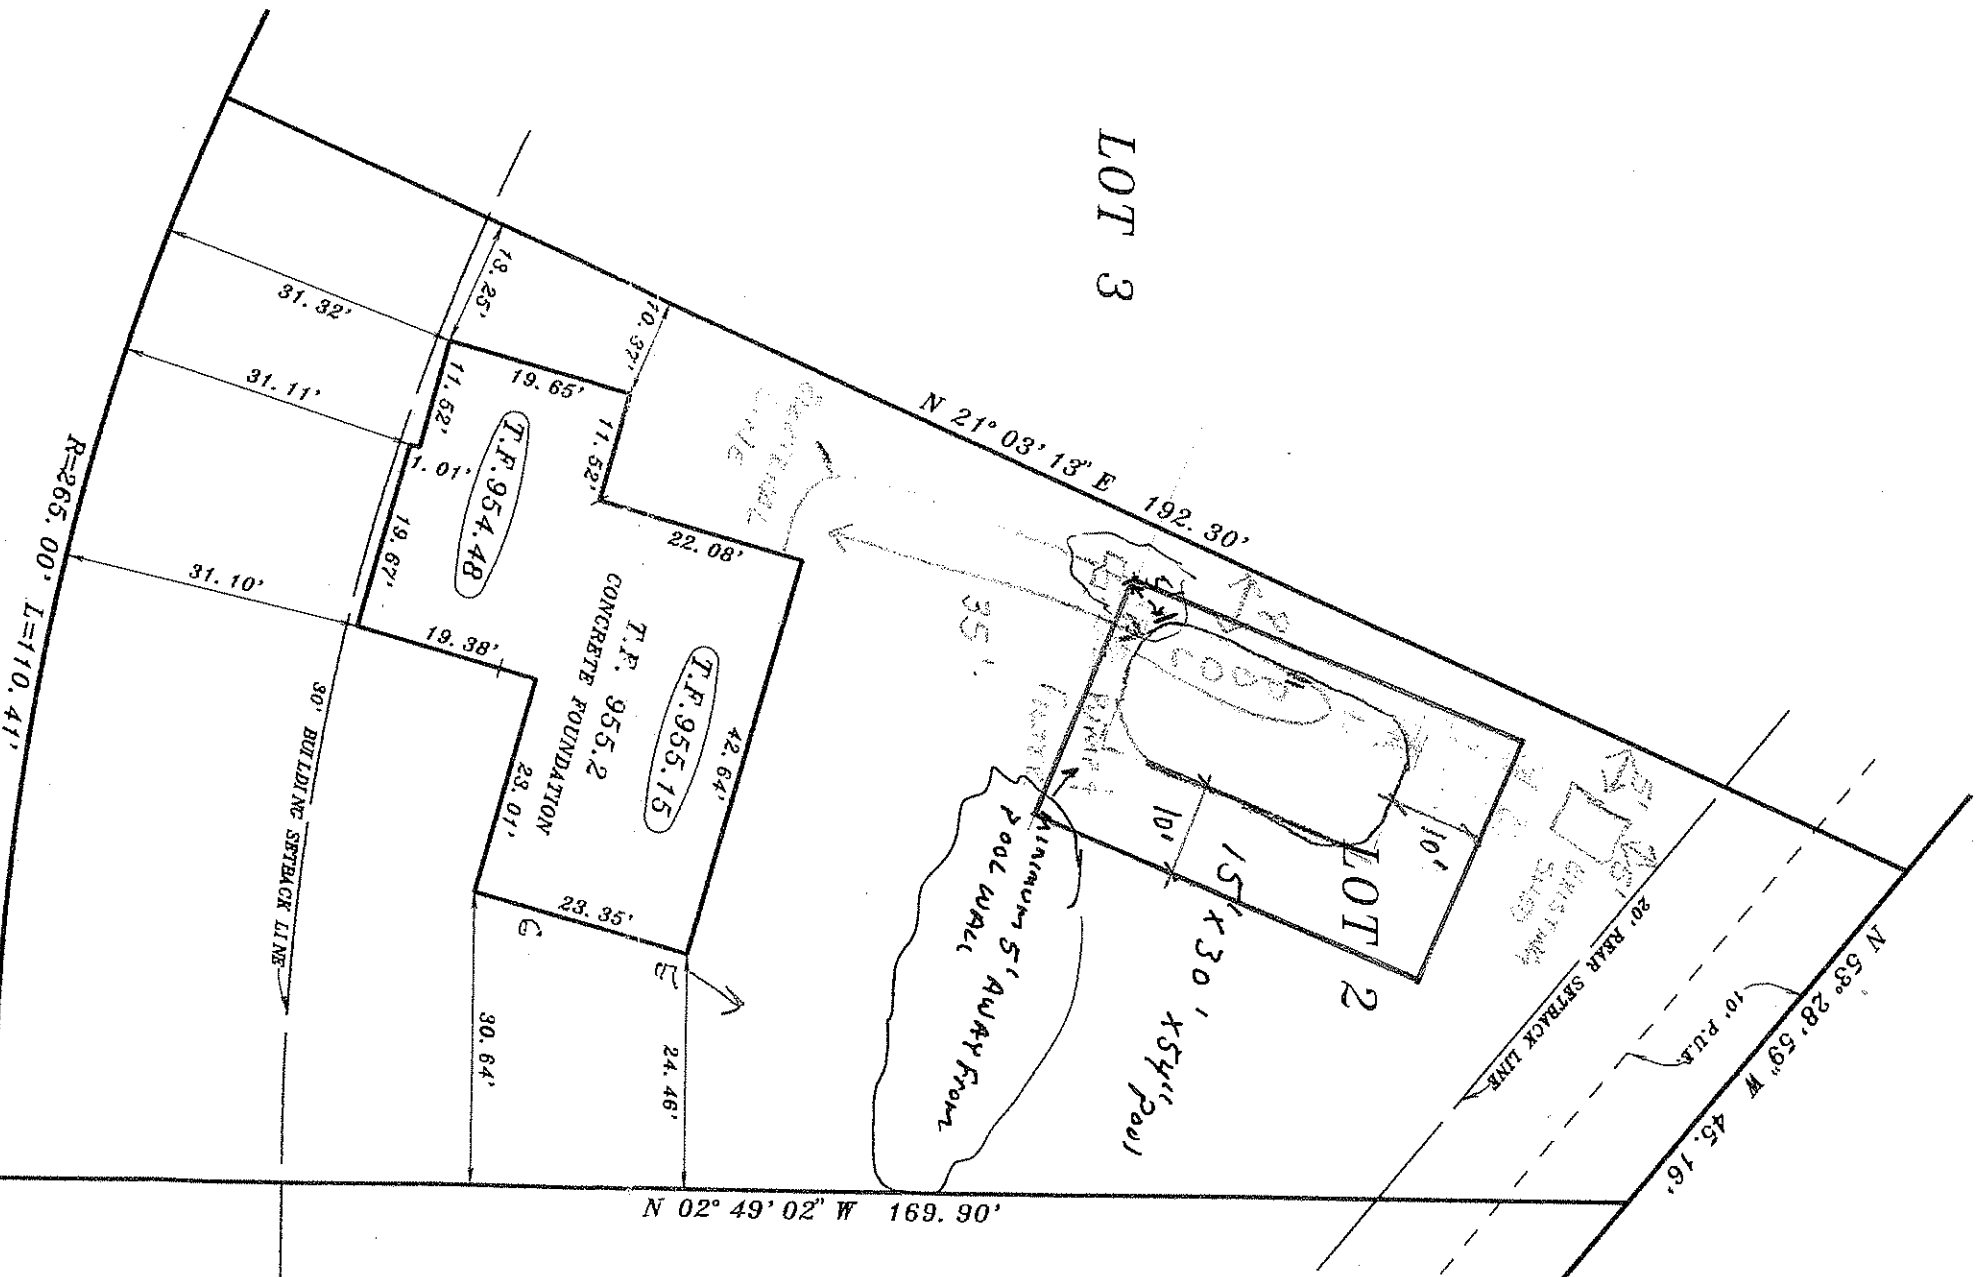 LOT 3
N 21° 03' 13" E 192.30'
13.25'
10.37'
31.32'
19.65'
11.52'
11.52'
31.11'
1.01'
T.F. 954.48
22.08'
19.67'
31.10'
R=265.00' L=110.41'
19.38'
CONCRETE FOUNDATION
T.F. 955.2
T.F. 955.15
42.64'
23.01'
23.35'
G
E
30' BUILDING SETBACK LINE
30.64'
24.46'
N 02° 49' 02" W 169.90'
35'
8'
POOL
10'
10'
LOT 2
15' x 30' x 54" Pool
MINIMUM 5' AWAY From
POOL WALL
20' REAR SETBACK LINE
10' P.U.E.
N 53° 28' 59" W 45.16'